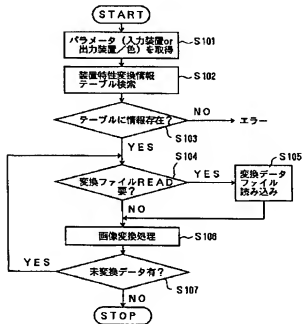 START
パラメータ（入力装置or
出力装置／色）を取得
S101
装置特性変換情報
テーブル検索
S102
テーブルに情報存在？
NO
エラー
S103
YES
S104
変換ファイルREAD
要？
YES
S105
変換データ
ファイル
読み込み
NO
画像変換処理
S106
YES
未変換データ有？
S107
NO
STOP